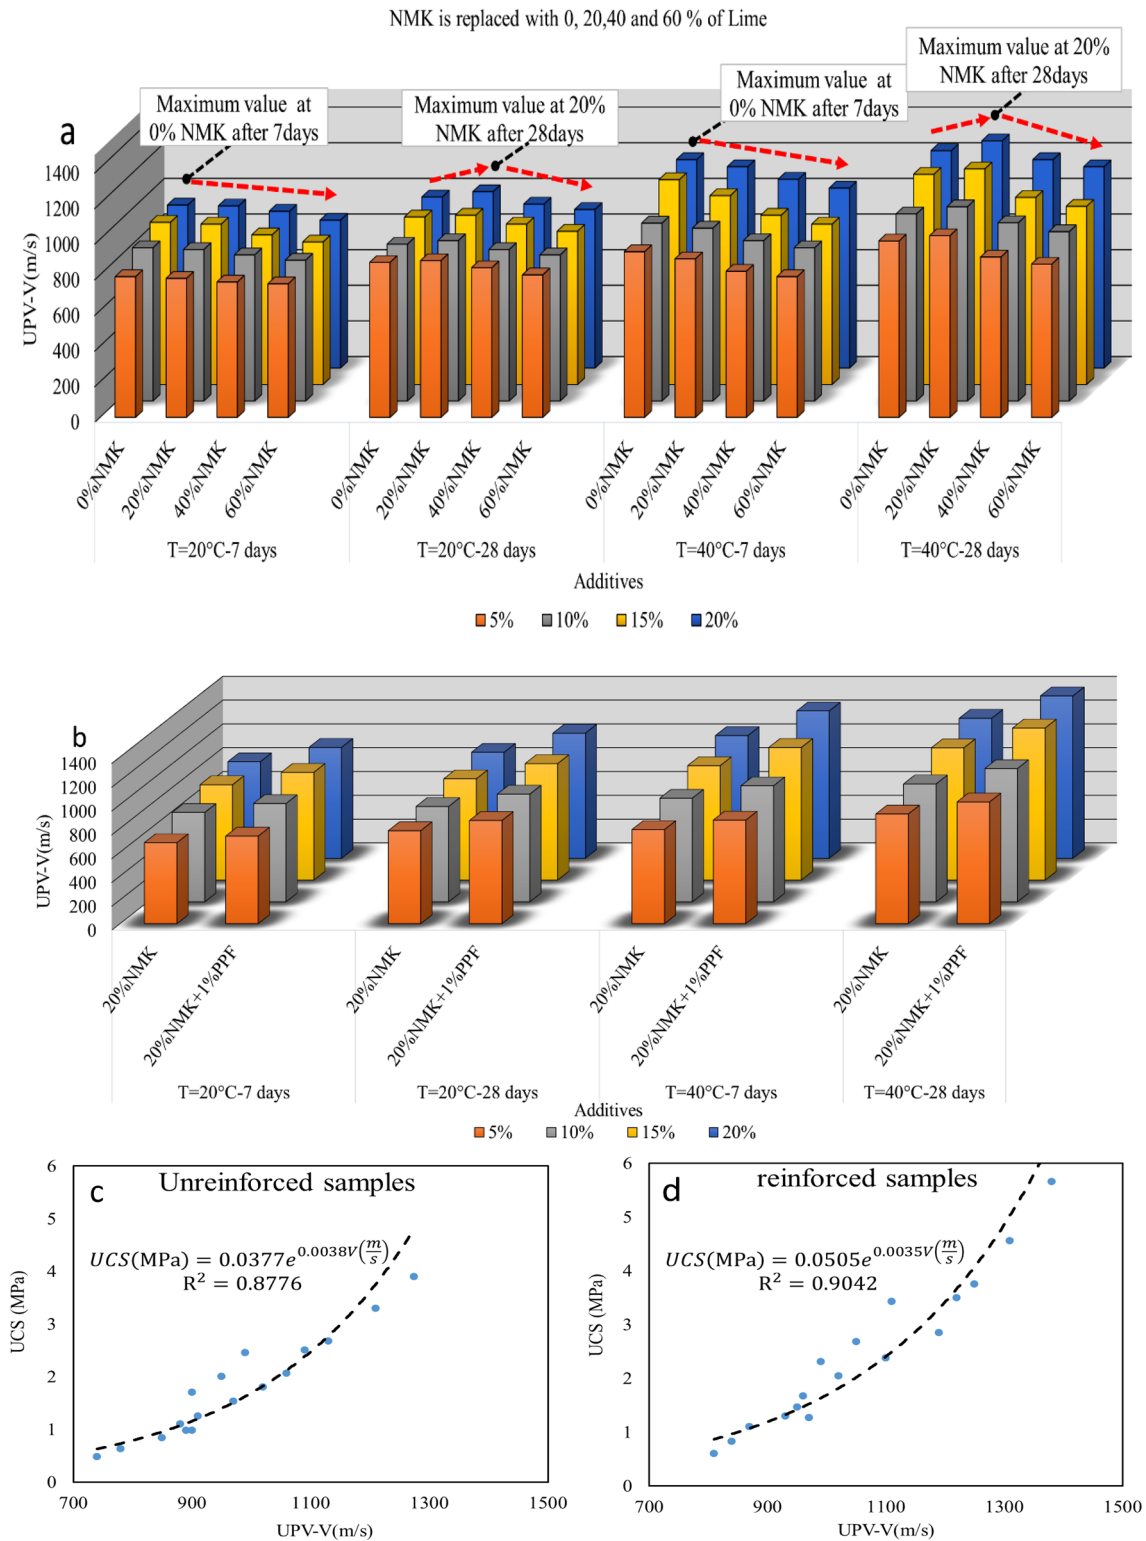 NMK is replaced with 0, 20,40 and 60 % of Lime
Maximum value at 20%
NMK after 28days
Maximum value at
0% NMK after 7days
Maximum value at
0% NMK after 7days
Maximum value at 20%
NMK after 28days
a
1400
1200
1000
800
600
400
200
0
UPV-V(m/s)
0%NMK
20%NMK
40%NMK
60%NMK
0%NMK
20%NMK
40%NMK
60%NMK
0%NMK
20%NMK
40%NMK
60%NMK
0%NMK
20%NMK
40%NMK
60%NMK
T=20°C-7 days
T=20°C-28 days
T=40°C-7 days
T=40°C-28 days
Additives
5% 10% 15% 20%
b
1400
1200
1000
800
600
400
200
0
UPV-V(m/s)
20%NMK
20%NMK+1%PPF
20%NMK
20%NMK+1%PPF
20%NMK
20%NMK+1%PPF
20%NMK
20%NMK+1%PPF
T=20°C-7 days
T=20°C-28 days
T=40°C-7 days
T=40°C-28 days
Additives
5% 10% 15% 20%
c
Unreinforced samples
UCS(MPa) = 0.0377e^{0.0038V(m/s)}
R² = 0.8776
6
5
4
3
2
1
0
UCS (MPa)
700 900 1100 1300 1500
UPV-V(m/s)
d
reinforced samples
UCS(MPa) = 0.0505e^{0.0035V(m/s)}
R² = 0.9042
6
5
4
3
2
1
0
UCS (MPa)
700 900 1100 1300 1500
UPV-V(m/s)